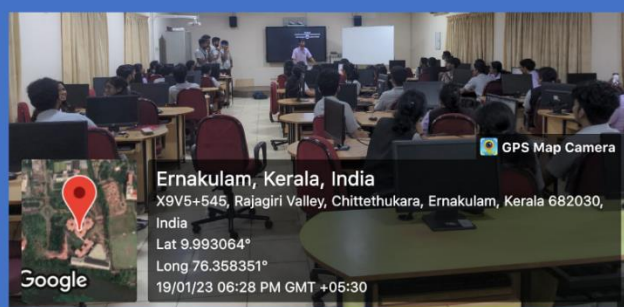 GPS Map Camera
Ernakulam, Kerala, India
X9V5+545, Rajagiri Valley, Chittethukara, Ernakulam, Kerala 682030,
India
Lat 9.993064°
Long 76.358351°
19/01/23 06:28 PM GMT +05:30
Google